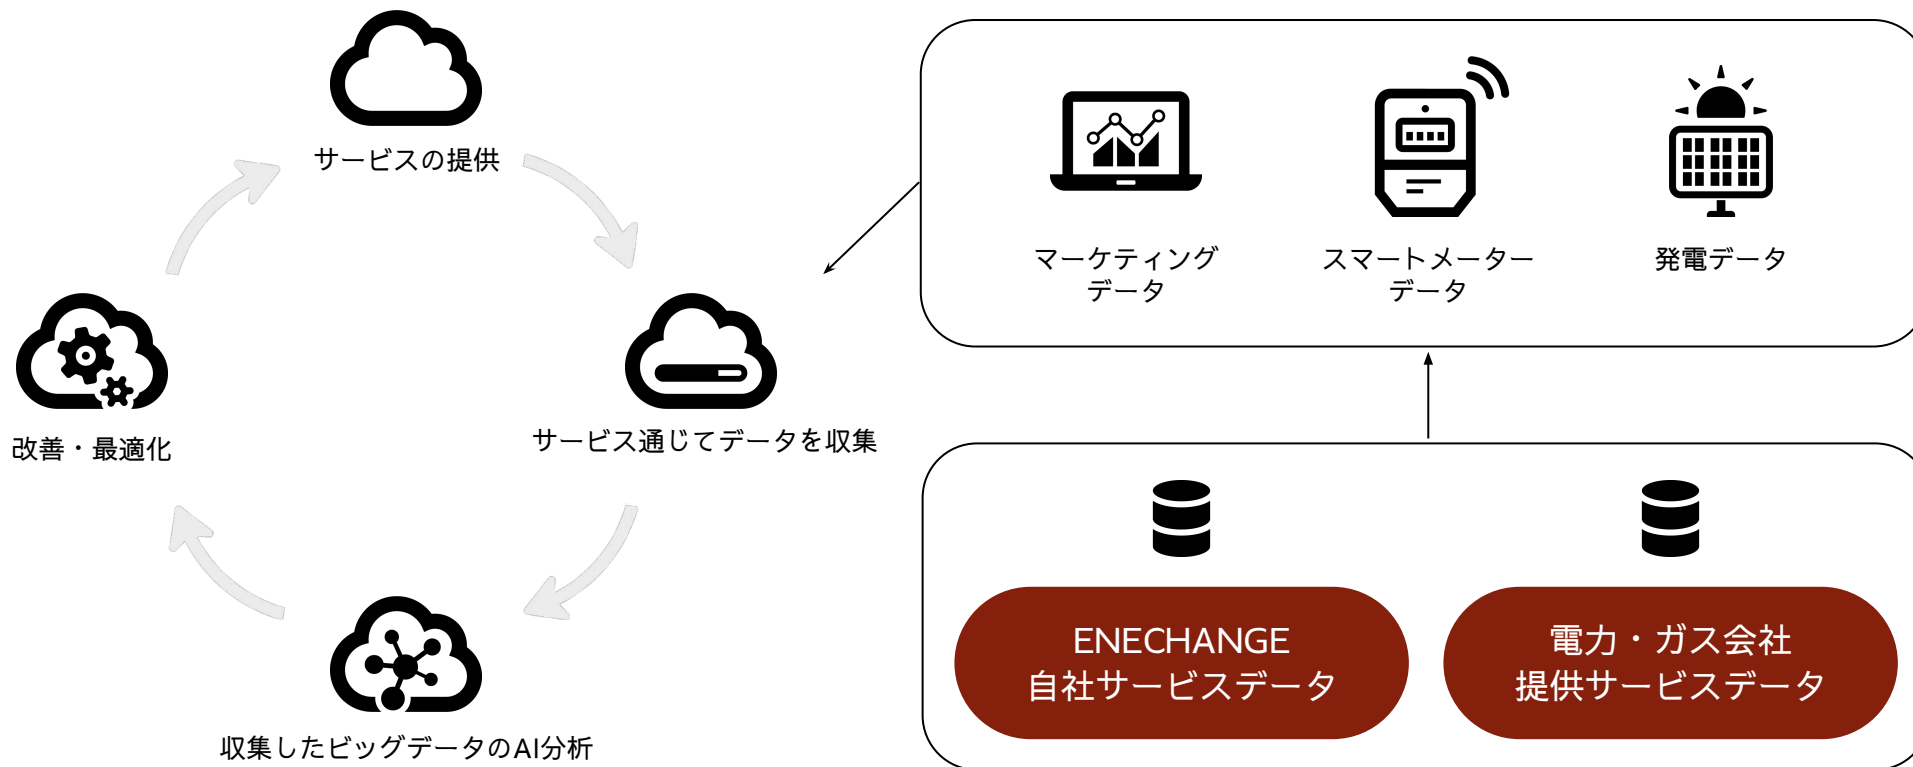 サービスの提供
サービス通じてデータを収集
収集したビッグデータのAI分析
改善・最適化
マーケティング
データ
スマートメーター
データ
発電データ
ENECHANGE
自社サービスデータ
電力・ガス会社
提供サービスデータ